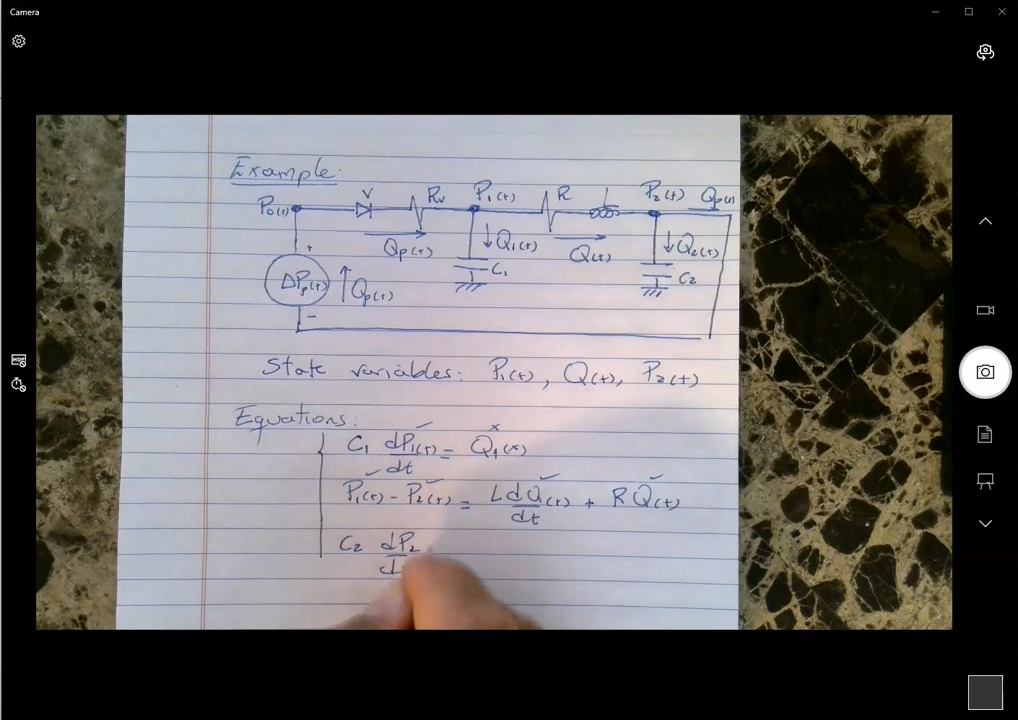 Camera
Example:
V Rv P1(t) R L P2(t) Qp(t)
P0(t)
Qp(t) Q1(t) Q(t) Q2(t)
+
C1 C2
ΔPp(t) Qp(t)
-
State variables: P1(t), Q(t), P2(t)
Equations:
C1 dP1(t)/dt = Q1(t)
P1(t) - P2(t) = L dQ(t)/dt + R Q(t)
C2 dP2